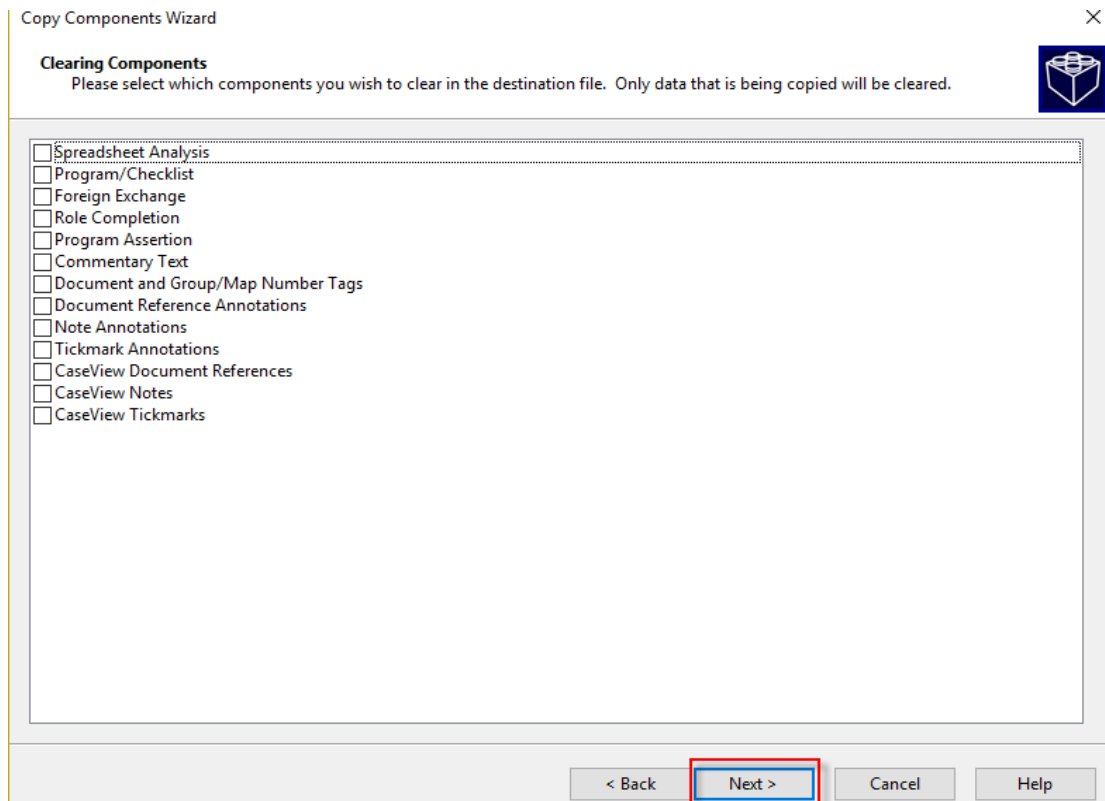 Copy Components Wizard
Clearing Components
Please select which components you wish to clear in the destination file. Only data that is being copied will be cleared.
Spreadsheet Analysis
Program/Checklist
Foreign Exchange
Role Completion
Program Assertion
Commentary Text
Document and Group/Map Number Tags
Document Reference Annotations
Note Annotations
Tickmark Annotations
CaseView Document References
CaseView Notes
CaseView Tickmarks
< Back Next > Cancel Help